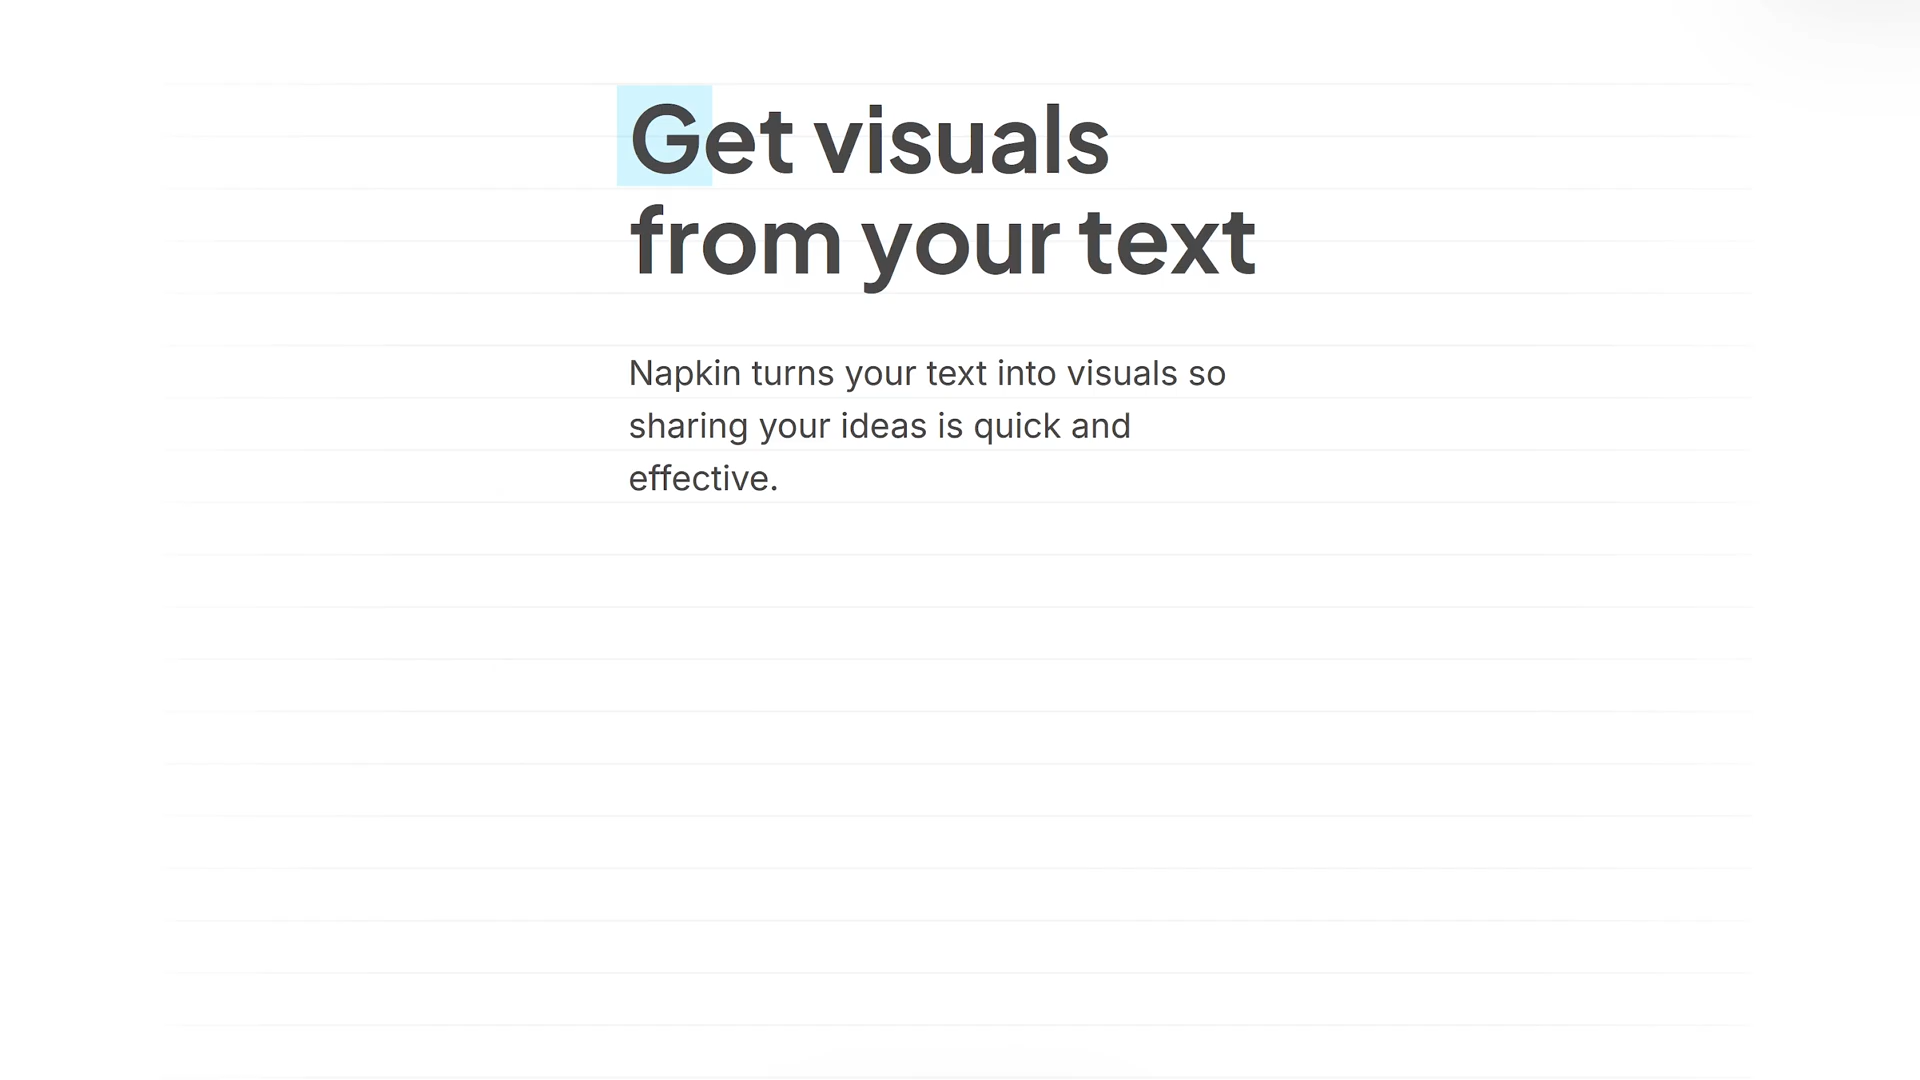 Get visuals
from your text
Napkin turns your text into visuals so
sharing your ideas is quick and
effective.